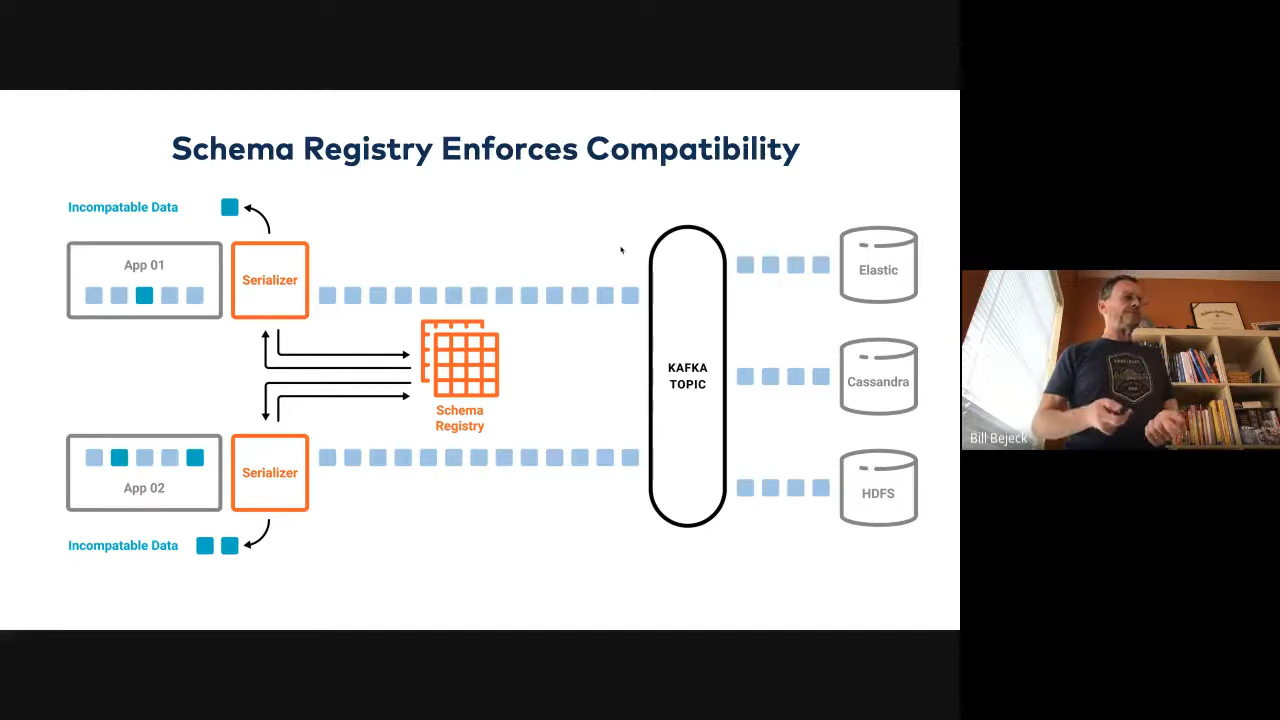 Schema Registry Enforces Compatibility
Incompatable Data
App 01
Serializer
Schema
Registry
KAFKA
TOPIC
Elastic
Cassandra
HDFS
Serializer
App 02
Incompatable Data
Bill Bejeck